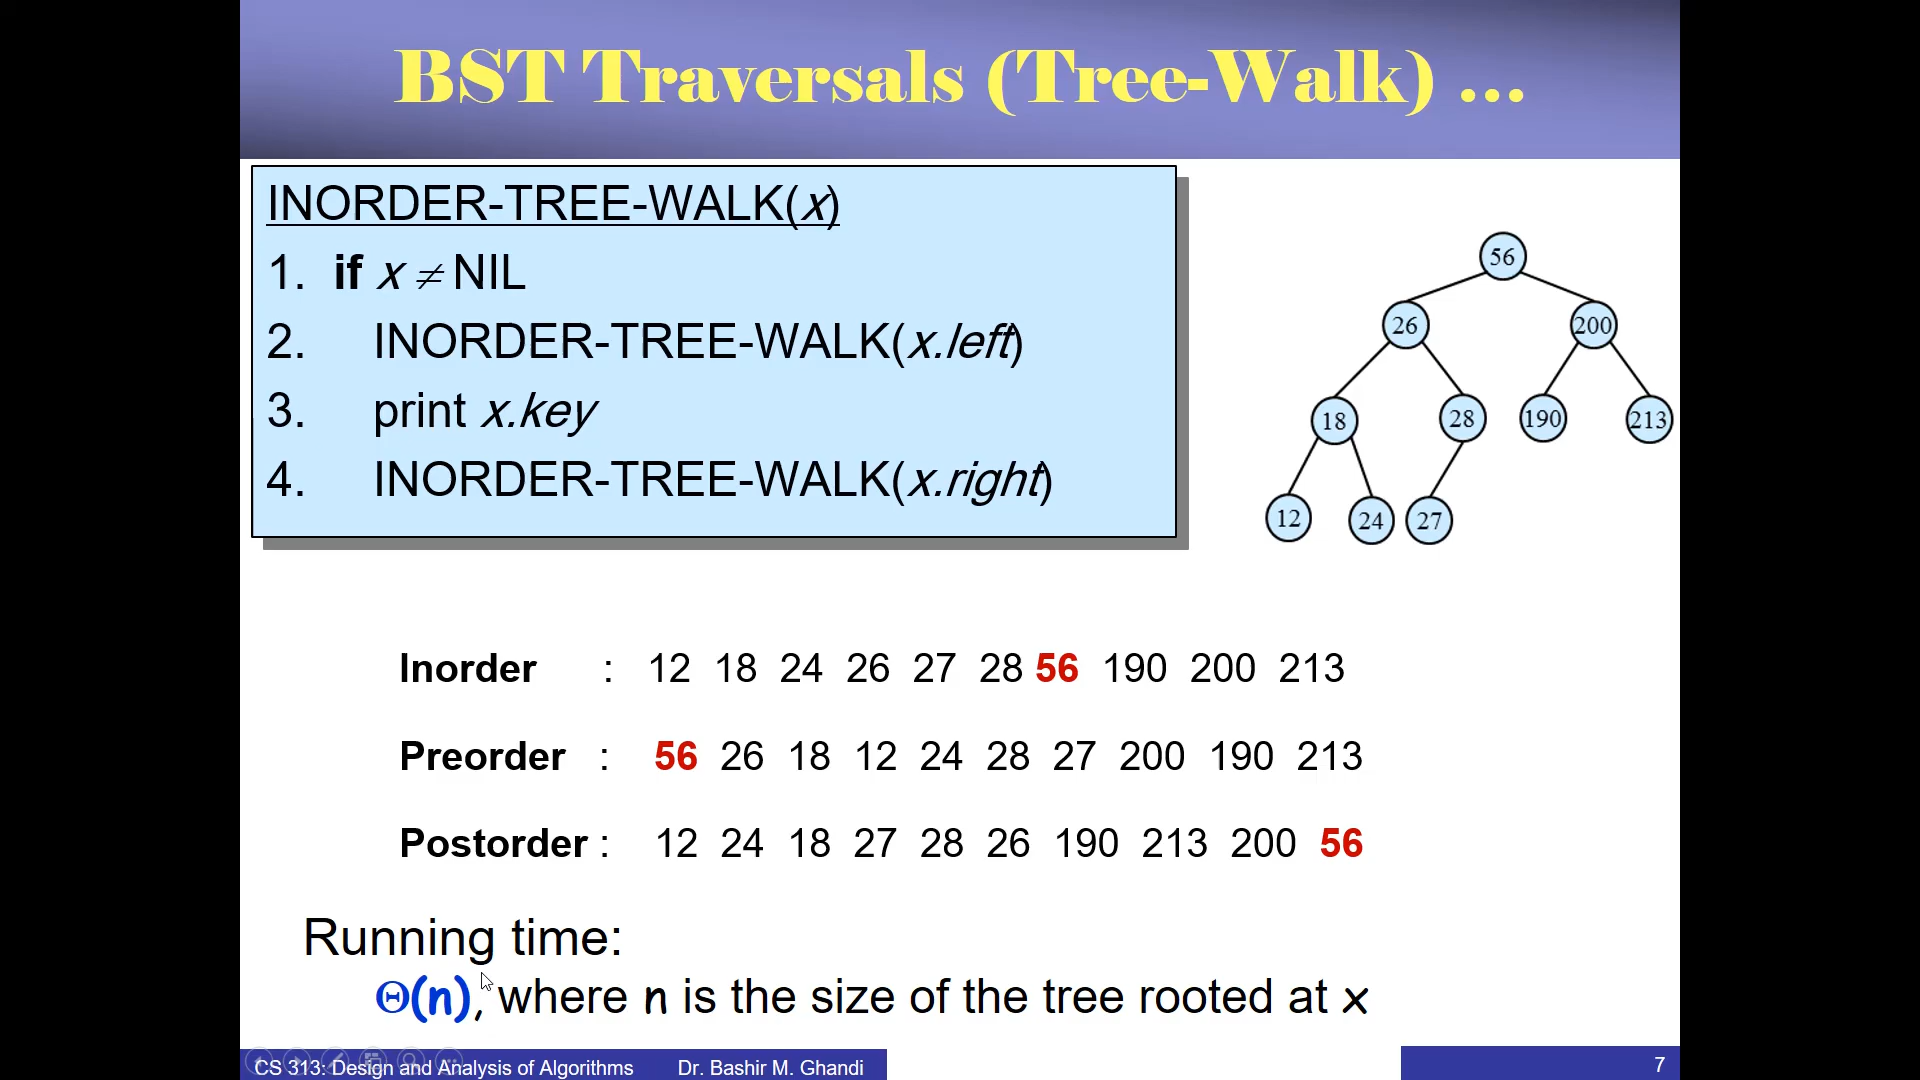 BST Traversals (Tree-Walk) ...
INORDER-TREE-WALK(x)
1. if x ≠ NIL
2. INORDER-TREE-WALK(x.left)
3. print x.key
4. INORDER-TREE-WALK(x.right)
56
26 200
18 28 190 213
12 24 27
Inorder : 12 18 24 26 27 28 56 190 200 213
Preorder : 56 26 18 12 24 28 27 200 190 213
Postorder : 12 24 18 27 28 26 190 213 200 56
Running time:
Θ(n), where n is the size of the tree rooted at x
CS 313: Design and Analysis of Algorithms Dr. Bashir M. Ghandi 7